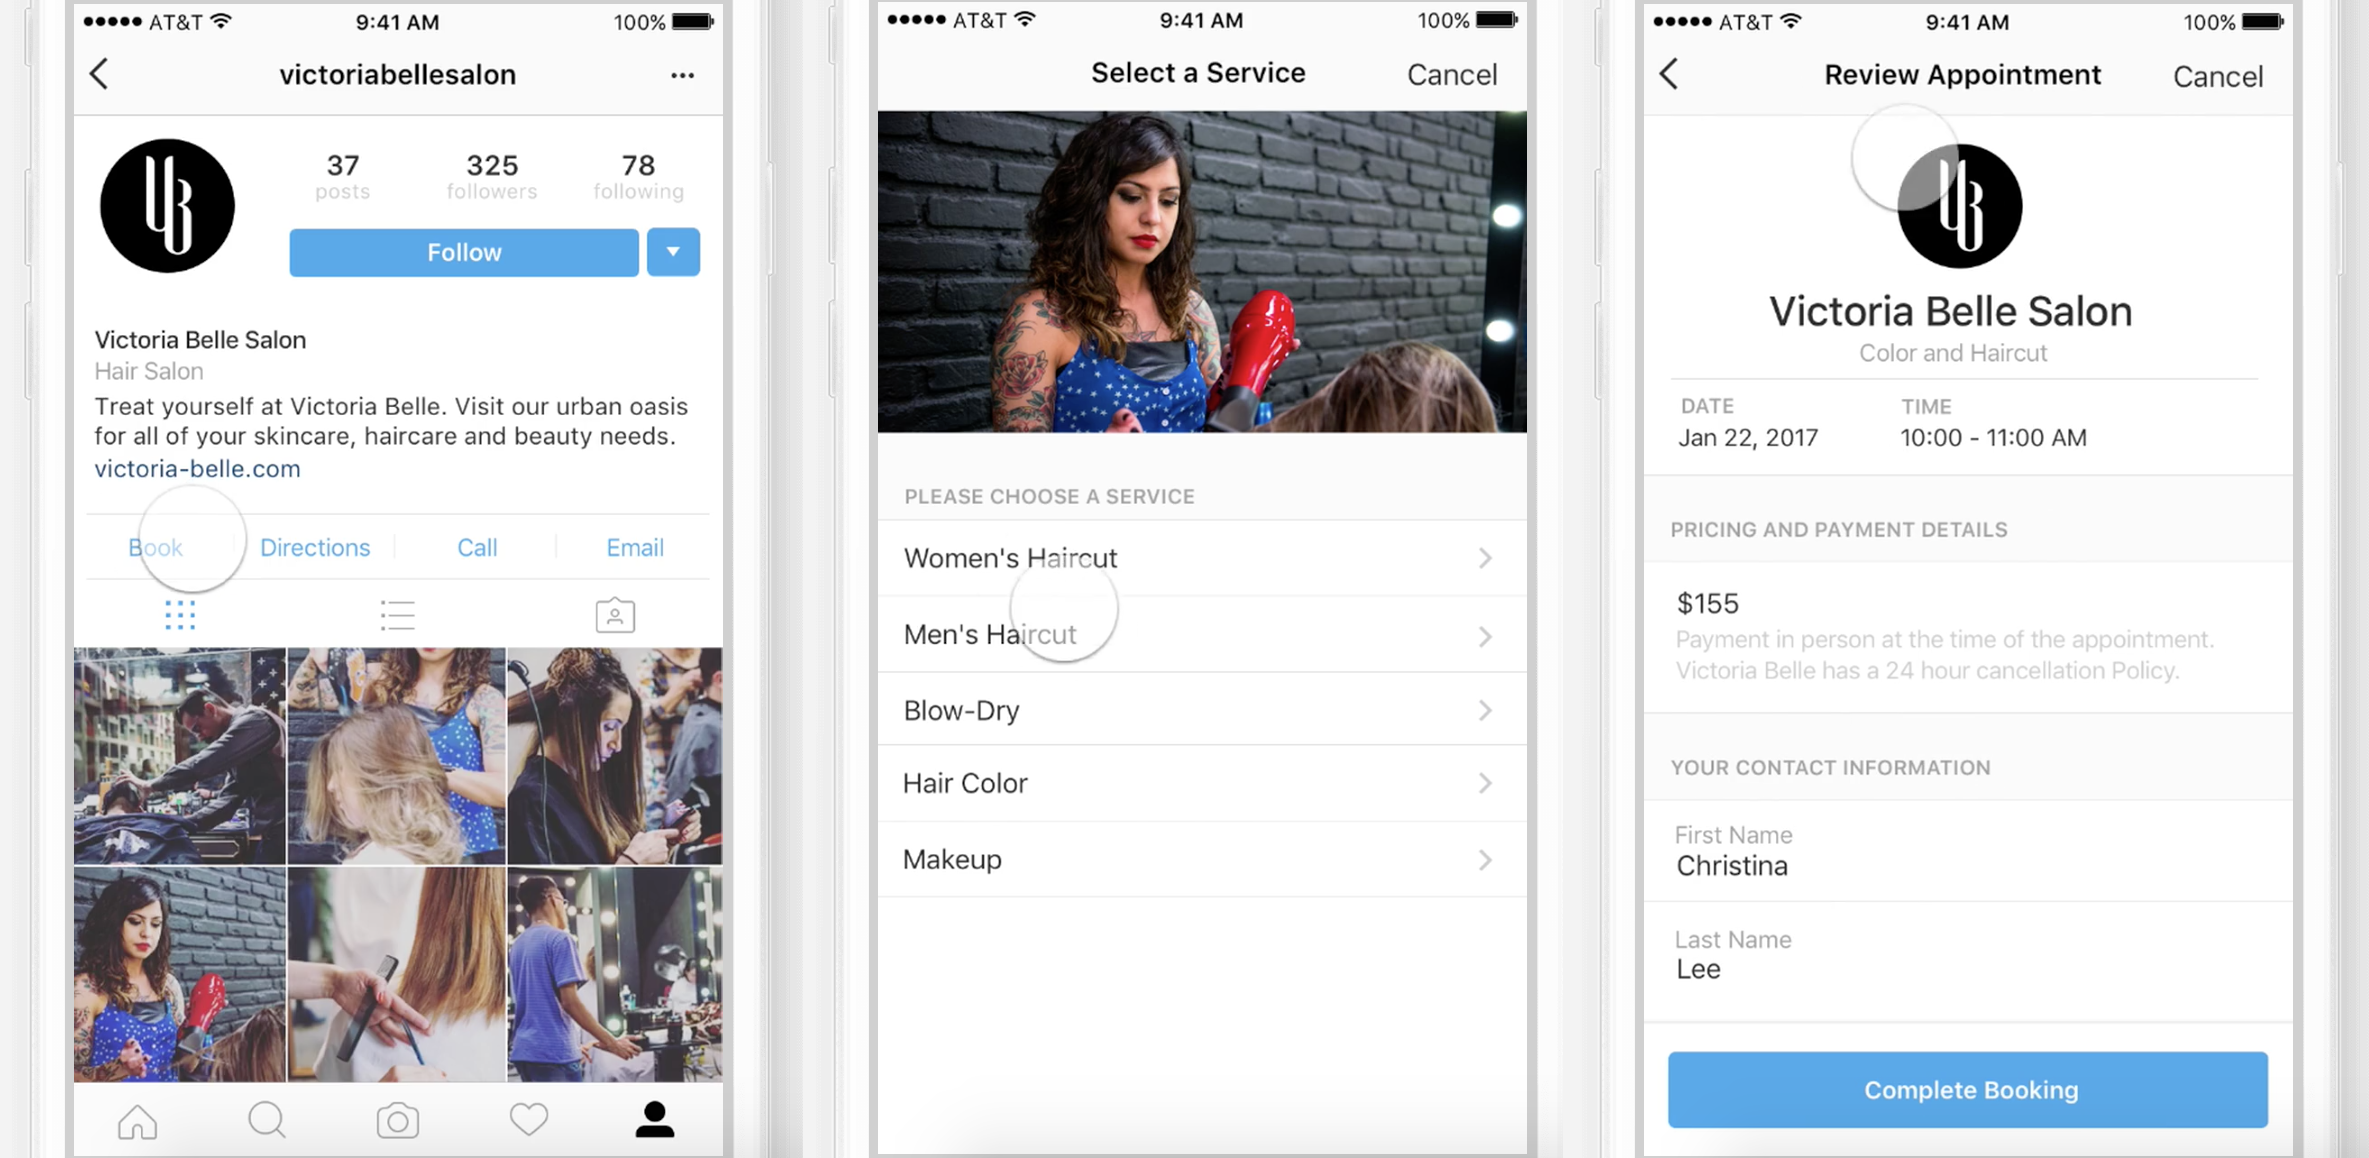 AT&T 9:41 AM 100%
victoriabellesalon
37 325 78
posts followers following
Follow
Victoria Belle Salon
Hair Salon
Treat yourself at Victoria Belle. Visit our urban oasis
for all of your skincare, haircare and beauty needs.
victoria-belle.com
Book Directions Call Email
AT&T 9:41 AM 100%
Select a Service Cancel
PLEASE CHOOSE A SERVICE
Women's Haircut
Men's Haircut
Blow-Dry
Hair Color
Makeup
AT&T 9:41 AM 100%
Review Appointment Cancel
VB
Victoria Belle Salon
Color and Haircut
DATE TIME
Jan 22, 2017 10:00 - 11:00 AM
PRICING AND PAYMENT DETAILS
$155
Payment in person at the time of the appointment.
Victoria Belle has a 24 hour cancellation Policy.
YOUR CONTACT INFORMATION
First Name
Christina
Last Name
Lee
Complete Booking